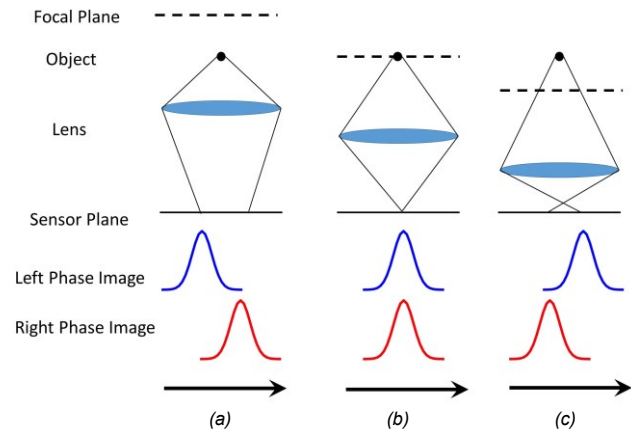 Focal Plane
Object
Lens
Sensor Plane
Left Phase Image
Right Phase Image
(a) (b) (c)